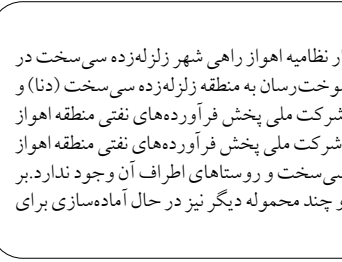 ار نظامیه اهواز راهی شهر زلزله‌زده سی‌سخت در
سوخت‌رسان به منطقه زلزله‌زده سی‌سخت (دنا) و
شرکت ملی پخش فرآورده‌های نفتی منطقه اهواز
شرکت ملی پخش فرآورده‌های نفتی منطقه اهواز
سی‌سخت و روستاهای اطراف آن وجود ندارد.بر
و چند محموله دیگر نیز در حال آماده‌سازی برای